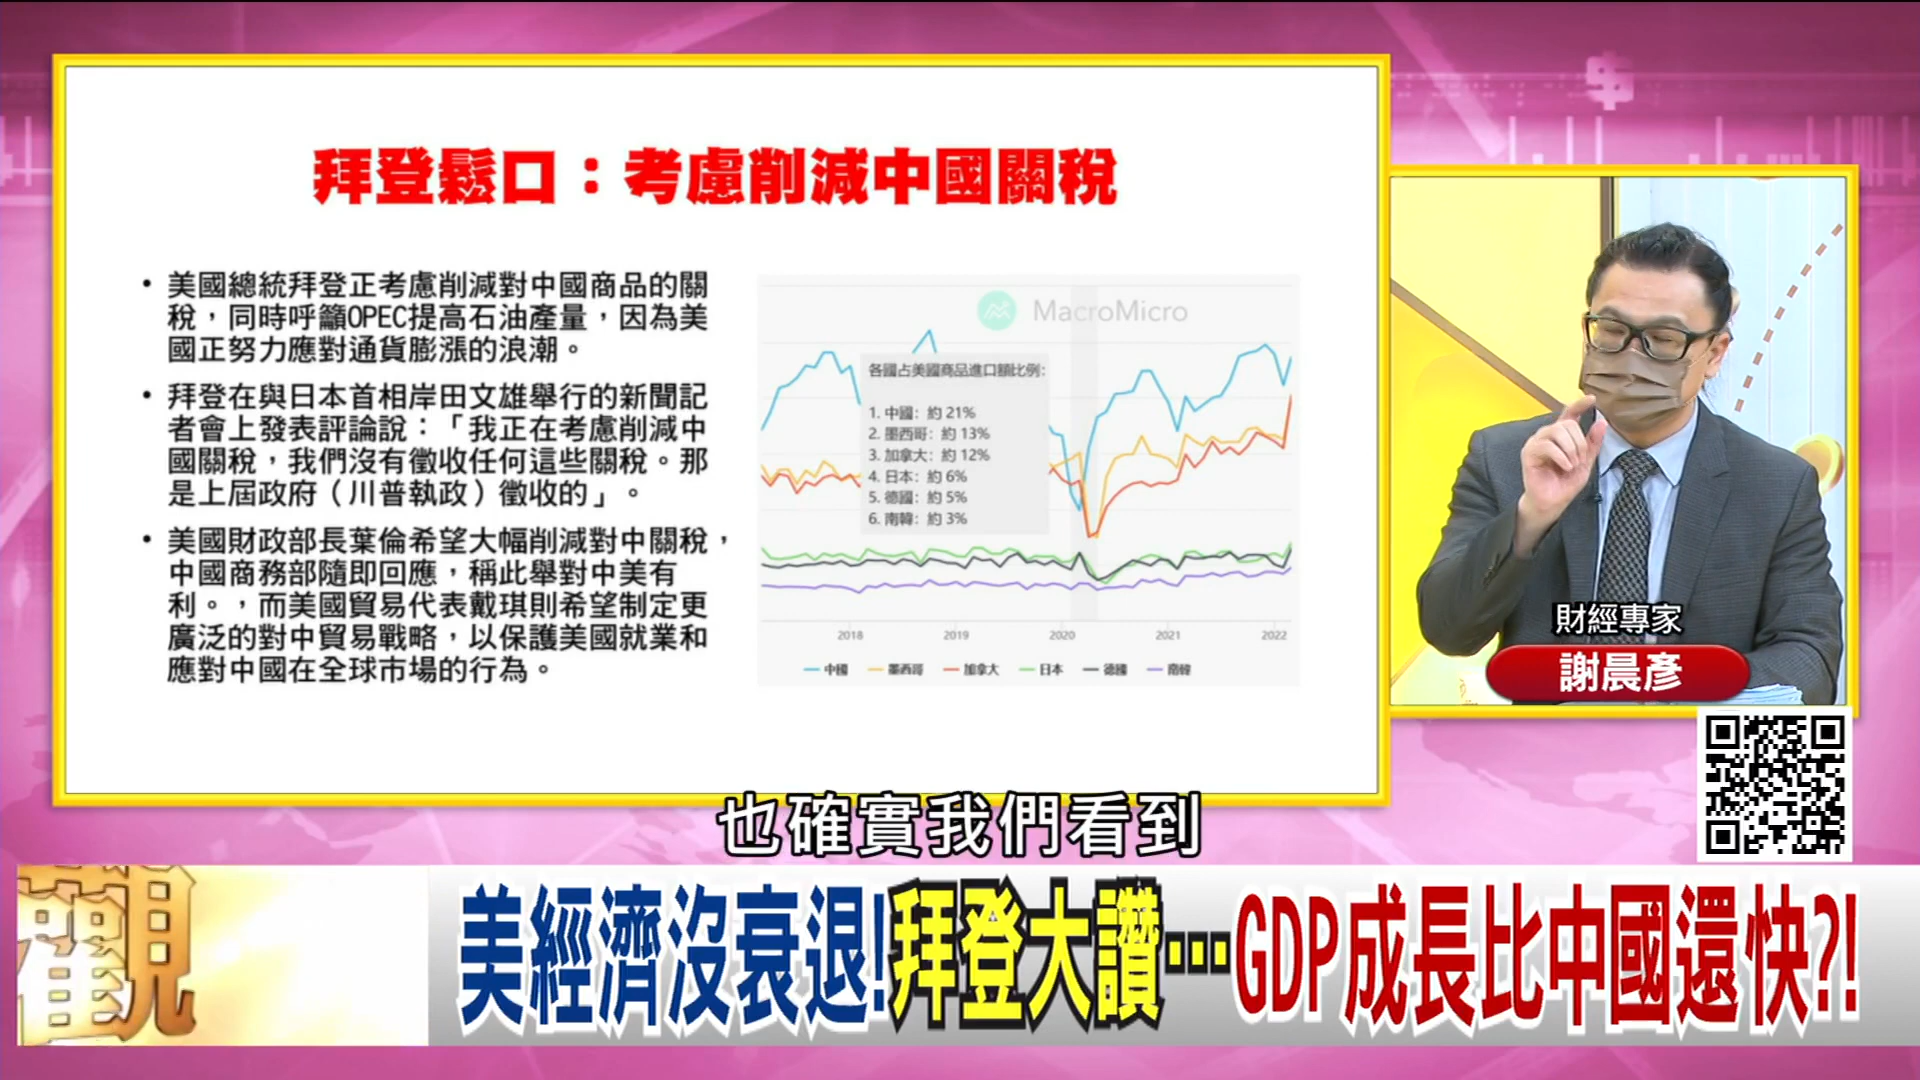 拜登鬆口：考慮削減中國關稅
• 美國總統拜登正考慮削減對中國商品的關
稅，同時呼籲OPEC提高石油產量，因為美
國正努力應對通貨膨漲的浪潮。
• 拜登在與日本首相岸田文雄舉行的新聞記
者會上發表評論說：「我正在考慮削減中
國關稅，我們沒有徵收任何這些關稅。那
是上屆政府（川普執政）徵收的」。
• 美國財政部長葉倫希望大幅削減對中關稅，
中國商務部隨即回應，稱此舉對中美有
利。，而美國貿易代表戴琪則希望制定更
廣泛的對中貿易戰略，以保護美國就業和
應對中國在全球市場的行為。
MacroMicro
各國占美國商品進口額比例:
1. 中國: 約 21%
2. 墨西哥: 約 13%
3. 加拿大: 約 12%
4. 日本: 約 6%
5. 德國: 約 5%
6. 南韓: 約 3%
2018 2019 2020 2021 2022
中國 墨西哥 加拿大 日本 德國 南韓
財經專家
謝晨彥
也確實我們看到
觀
美經濟沒衰退!拜登大讚…GDP成長比中國還快?!